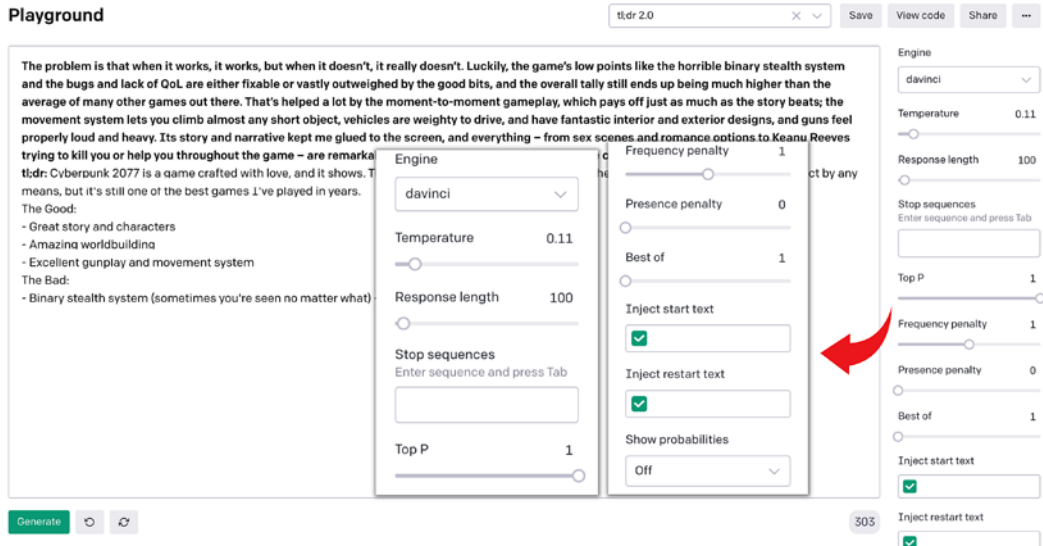 Playground
tl;dr 2.0
Save
View code
Share
...
The problem is that when it works, it works, but when it doesn't, it really doesn't. Luckily, the game's low points like the horrible binary stealth system
and the bugs and lack of QoL are either fixable or vastly outweighed by the good bits, and the overall tally still ends up being much higher than the
average of many other games out there. That's helped a lot by the moment-to-moment gameplay, which pays off just as much as the story beats; the
movement system lets you climb almost any short object, vehicles are weighty to drive, and have fantastic interior and exterior designs, and guns feel
properly loud and heavy. Its story and narrative kept me glued to the screen, and everything – from sex scenes and romance options to Keanu Reeves
trying to kill you or help you throughout the game – are
tl;dr: Cyberpunk 2077 is a game crafted with love, and it shows. ct by any
means, but it's still one of the best games I've played in years.
The Good:
- Great story and characters
- Amazing worldbuilding
- Excellent gunplay and movement system
The Bad:
- Binary stealth system (sometimes you're seen no matter what)
Engine
davinci
Temperature 0.11
Response length 100
Stop sequences
Enter sequence and press Tab
Top P 1
Frequency penalty 1
Presence penalty 0
Best of 1
Inject start text
Inject restart text
Show probabilities
Off
Engine
davinci
Temperature 0.11
Response length 100
Stop sequences
Enter sequence and press Tab
Top P 1
Frequency penalty 1
Presence penalty 0
Best of 1
Inject start text
Inject restart text
Generate
303